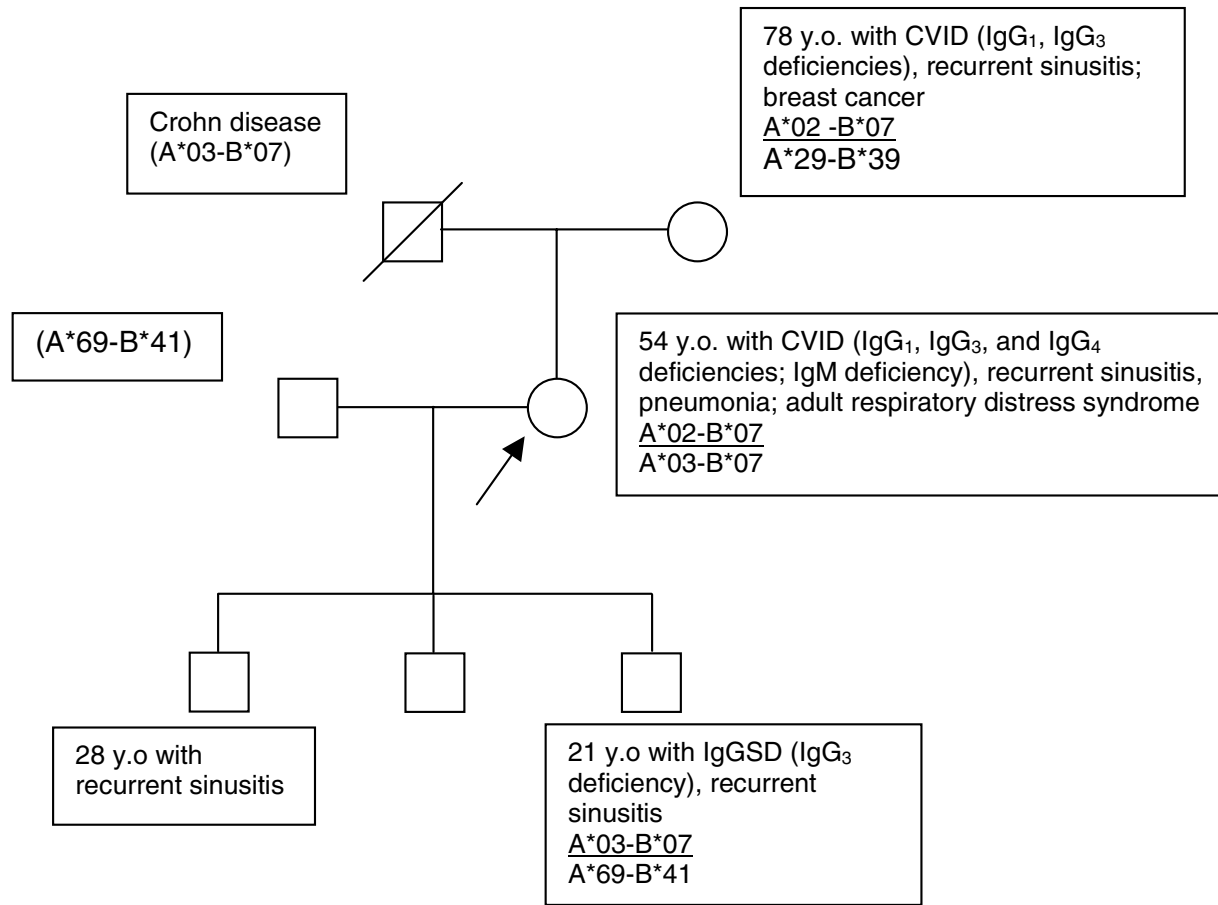 78 y.o. with CVID (IgG₁, IgG₃
deficiencies), recurrent sinusitis;
breast cancer
A*02 -B*07
A*29-B*39
Crohn disease
(A*03-B*07)
(A*69-B*41)
54 y.o. with CVID (IgG₁, IgG₃, and IgG₄
deficiencies; IgM deficiency), recurrent sinusitis,
pneumonia; adult respiratory distress syndrome
A*02-B*07
A*03-B*07
28 y.o with
recurrent sinusitis
21 y.o with IgGSD (IgG₃
deficiency), recurrent
sinusitis
A*03-B*07
A*69-B*41